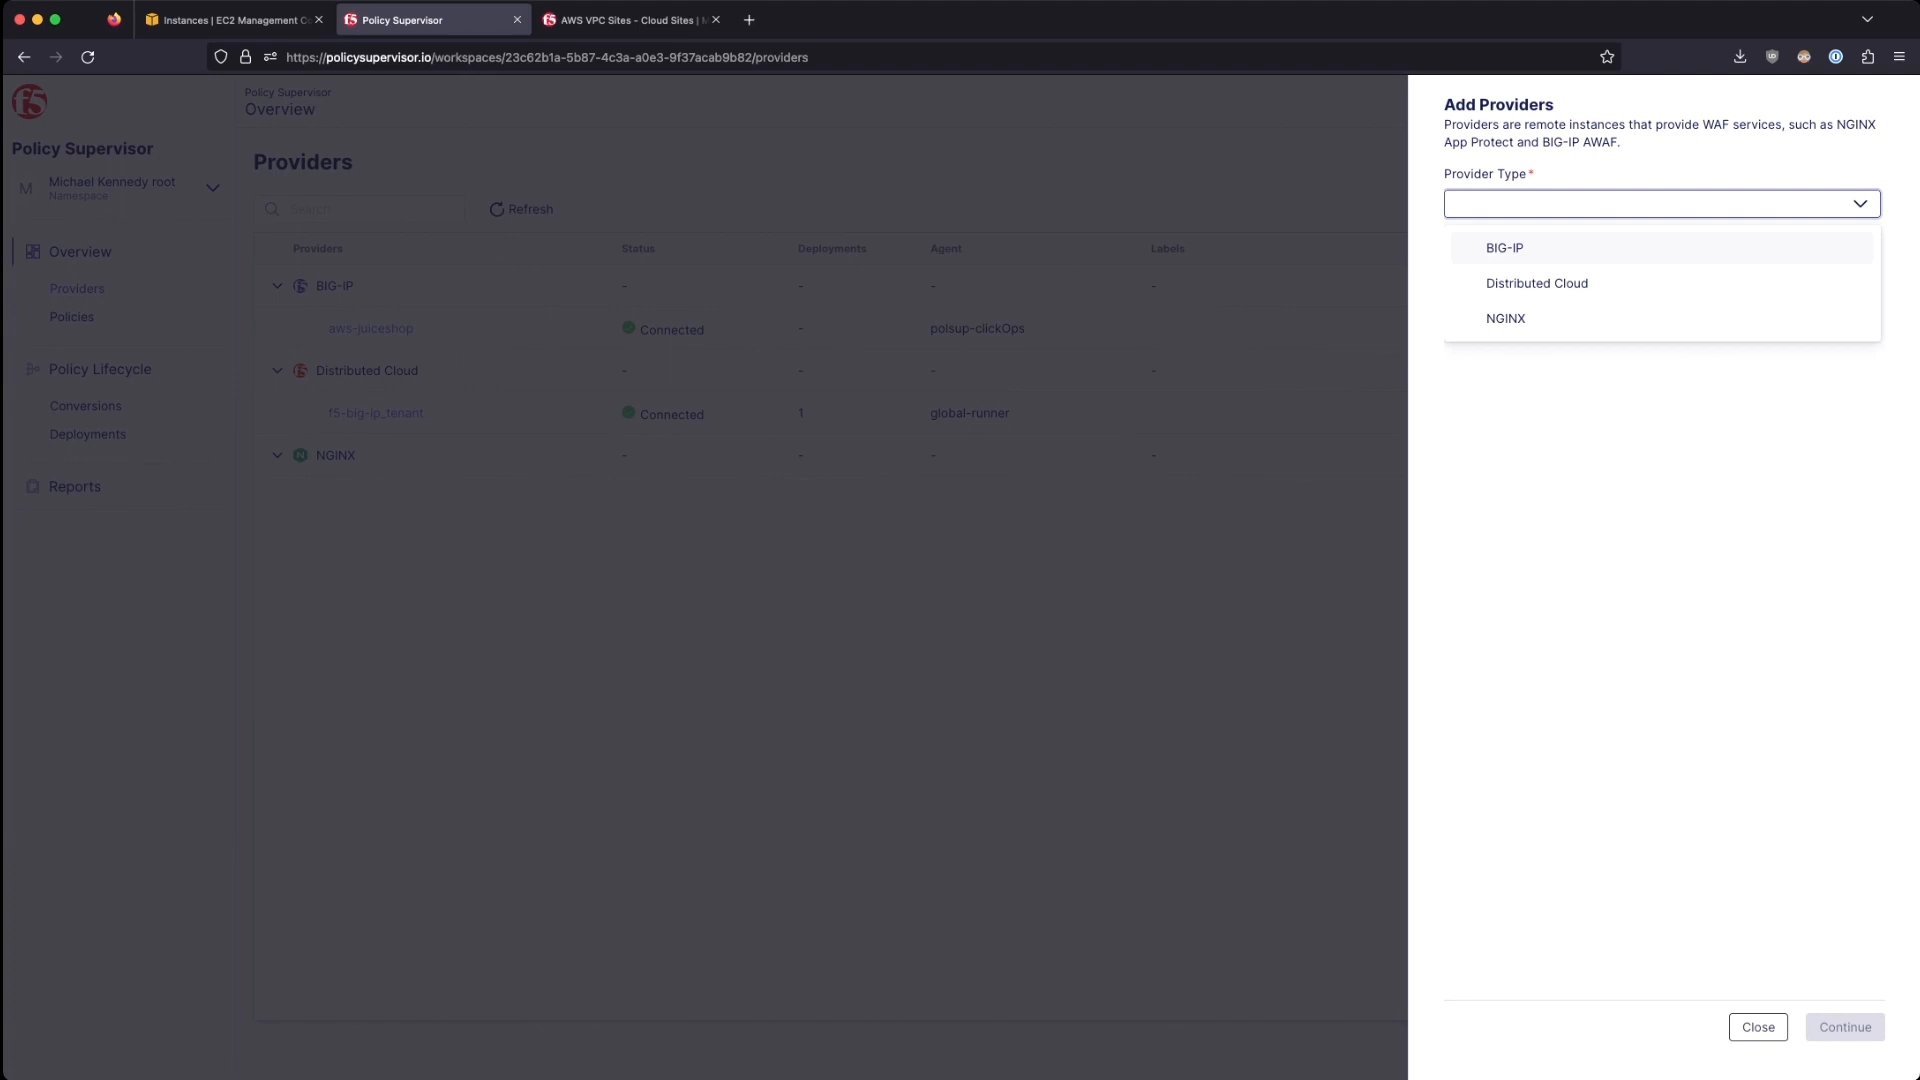 Instances | EC2 Management Co
Policy Supervisor
AWS VPC Sites - Cloud Sites | M
https://policysupervisor.io/workspaces/23c62b1a-5b87-4c3a-a0e3-9f37acab9b82/providers
f5
Policy Supervisor
M
Michael Kennedy root
Namespace
Overview
Providers
Policies
Policy Lifecycle
Conversions
Deployments
Reports
Policy Supervisor
Overview
Providers
Search
Refresh
Providers Status Deployments Agent Labels
BIG-IP - - - -
aws-juiceshop Connected - polsup-clickOps
Distributed Cloud - - - -
f5-big-ip_tenant Connected 1 global-runner
NGINX - - - -
Add Providers
Providers are remote instances that provide WAF services, such as NGINX
App Protect and BIG-IP AWAF.
Provider Type*
BIG-IP
Distributed Cloud
NGINX
Close Continue